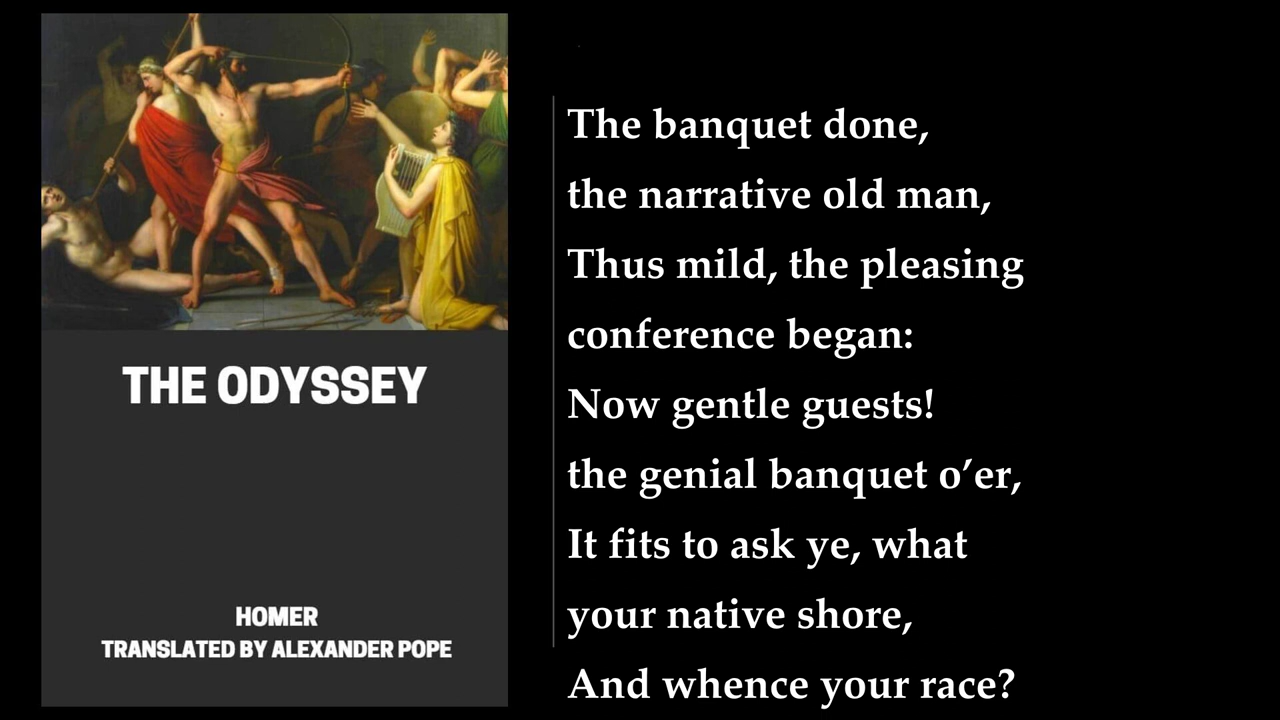 THE ODYSSEY
HOMER
TRANSLATED BY ALEXANDER POPE
The banquet done,
the narrative old man,
Thus mild, the pleasing
conference began:
Now gentle guests!
the genial banquet o’er,
It fits to ask ye, what
your native shore,
And whence your race?